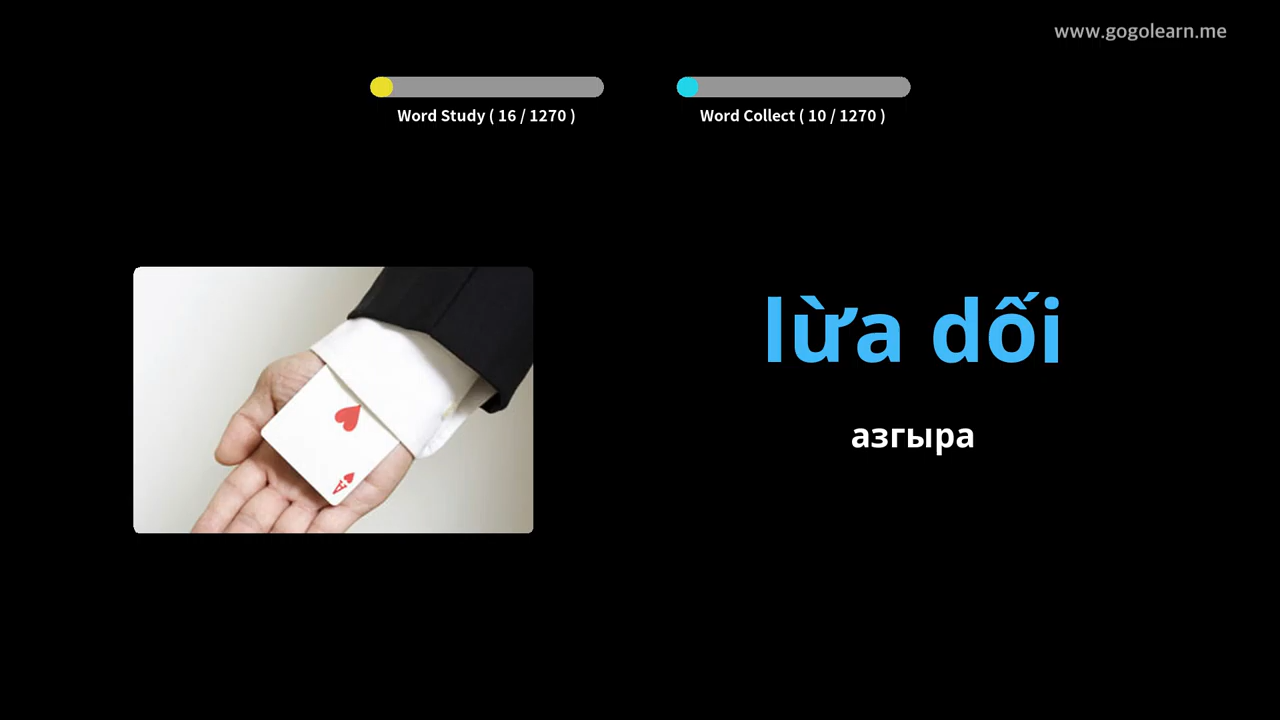 www.gogolearn.me
Word Study ( 16 / 1270 )
Word Collect ( 10 / 1270 )
lừa dối
азгыра
A